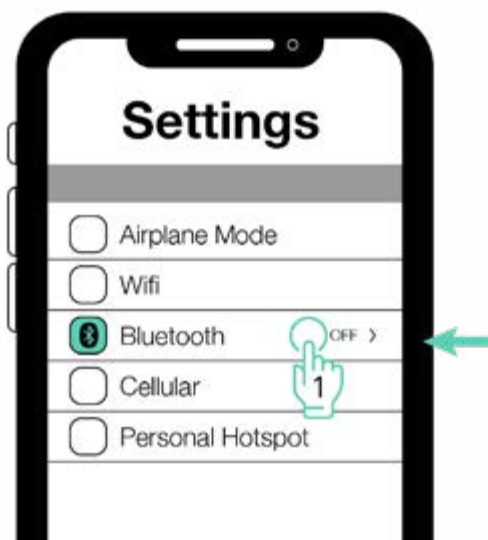 Settings
Airplane Mode
Wifi
Bluetooth OFF >
1
Cellular
Personal Hotspot